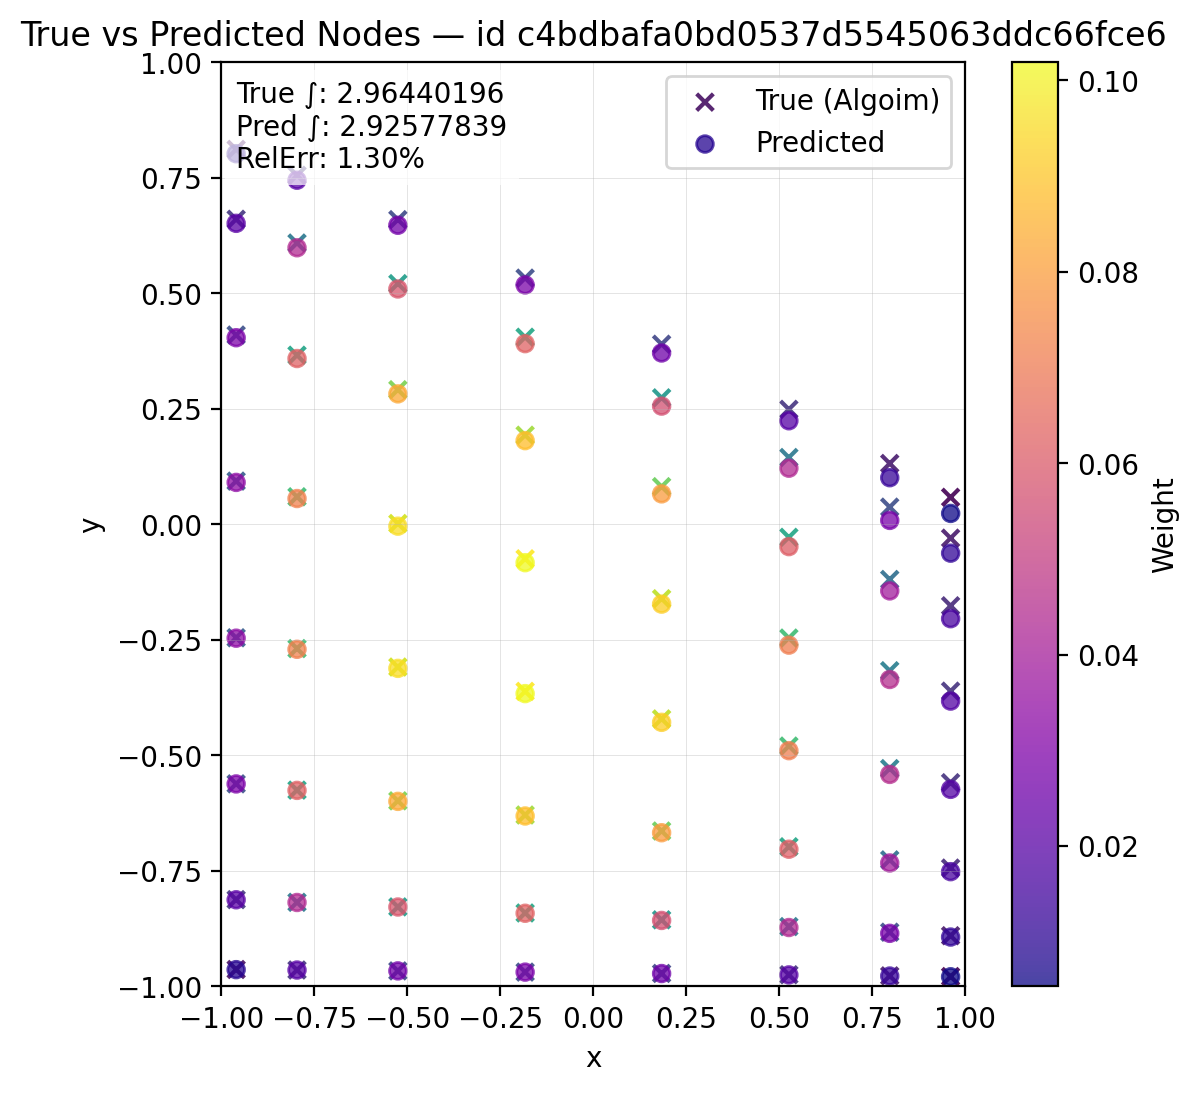 True vs Predicted Nodes — id c4bdbafa0bd0537d5545063ddc66fce6
True ∫: 2.96440196
Pred ∫: 2.92577839
RelErr: 1.30%
True (Algoim)
Predicted
1.00
0.75
0.50
0.25
0.00
−0.25
−0.50
−0.75
−1.00
y
−1.00 −0.75 −0.50 −0.25 0.00 0.25 0.50 0.75 1.00
x
0.10
0.08
0.06
0.04
0.02
Weight